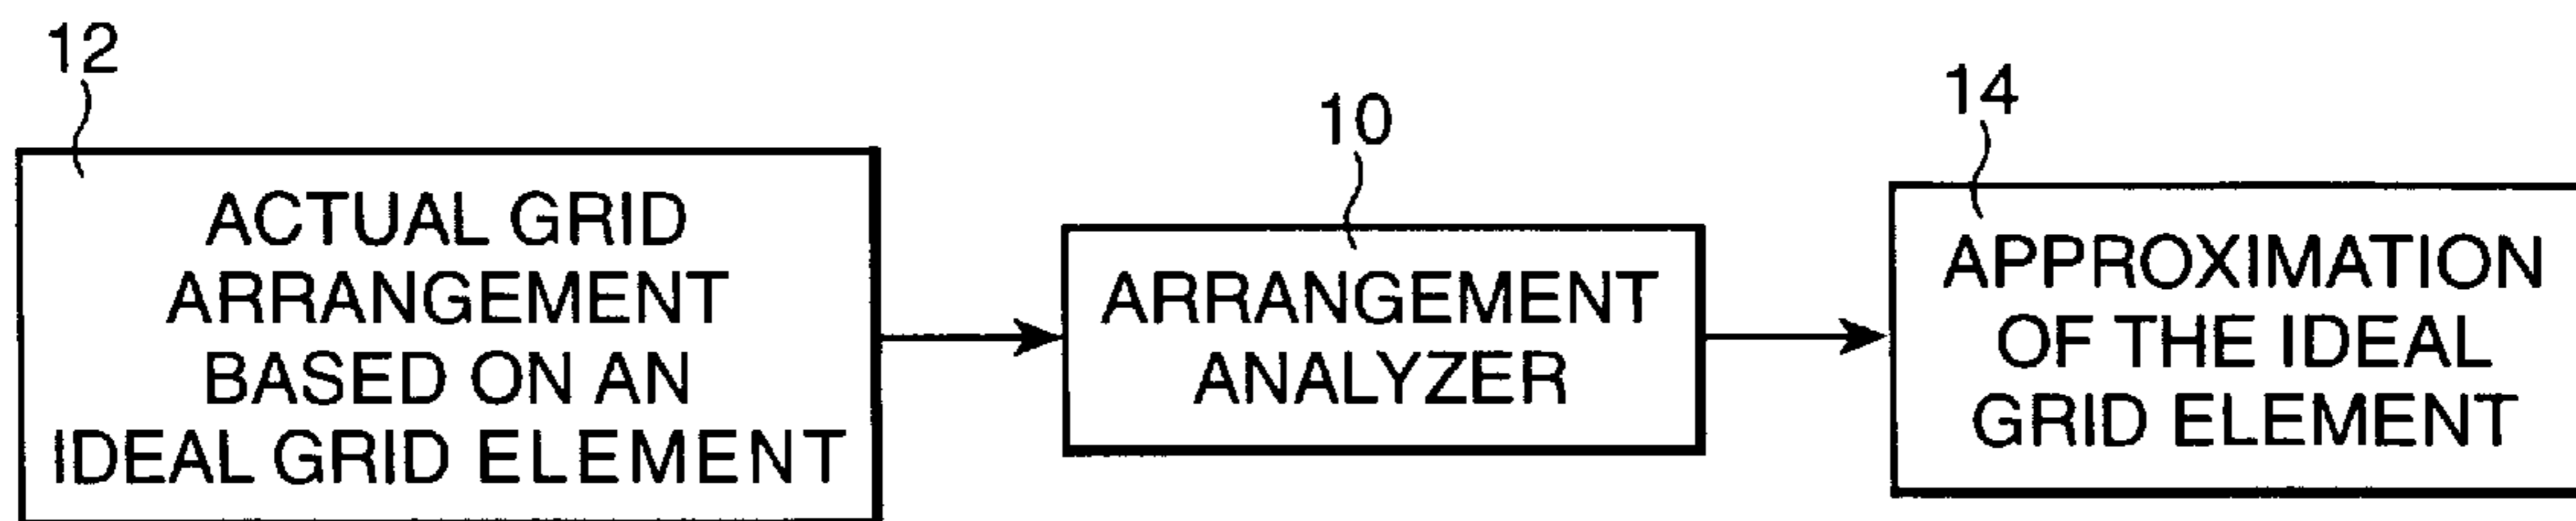 12
ACTUAL GRID
ARRANGEMENT
BASED ON AN
IDEAL GRID ELEMENT
10
ARRANGEMENT
ANALYZER
14
APPROXIMATION
OF THE IDEAL
GRID ELEMENT